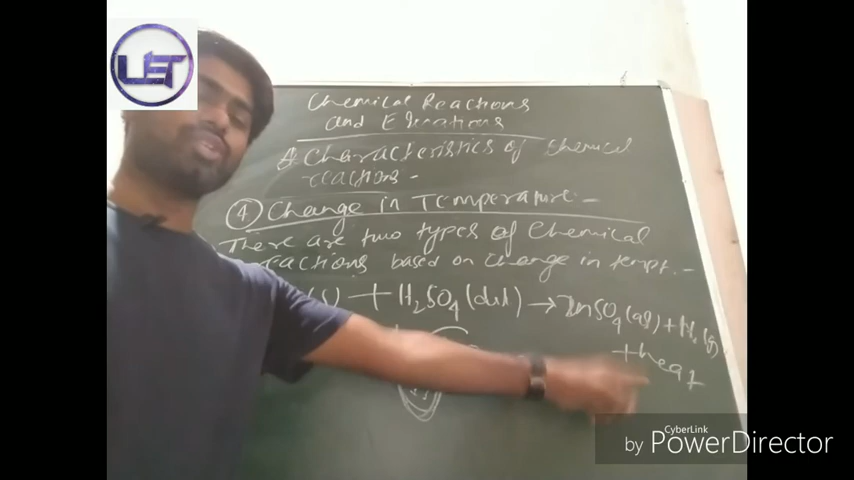 UET
Chemical Reactions
and Equations
Characteristics of chemical
reactions -
④ Change in Temperature -
There are two types of Chemical
reactions based on change in tempt. -
(s) + H₂SO₄ (dil) → ZnSO₄ (aq) + H₂ (g)
+ heat
CyberLink
by PowerDirector